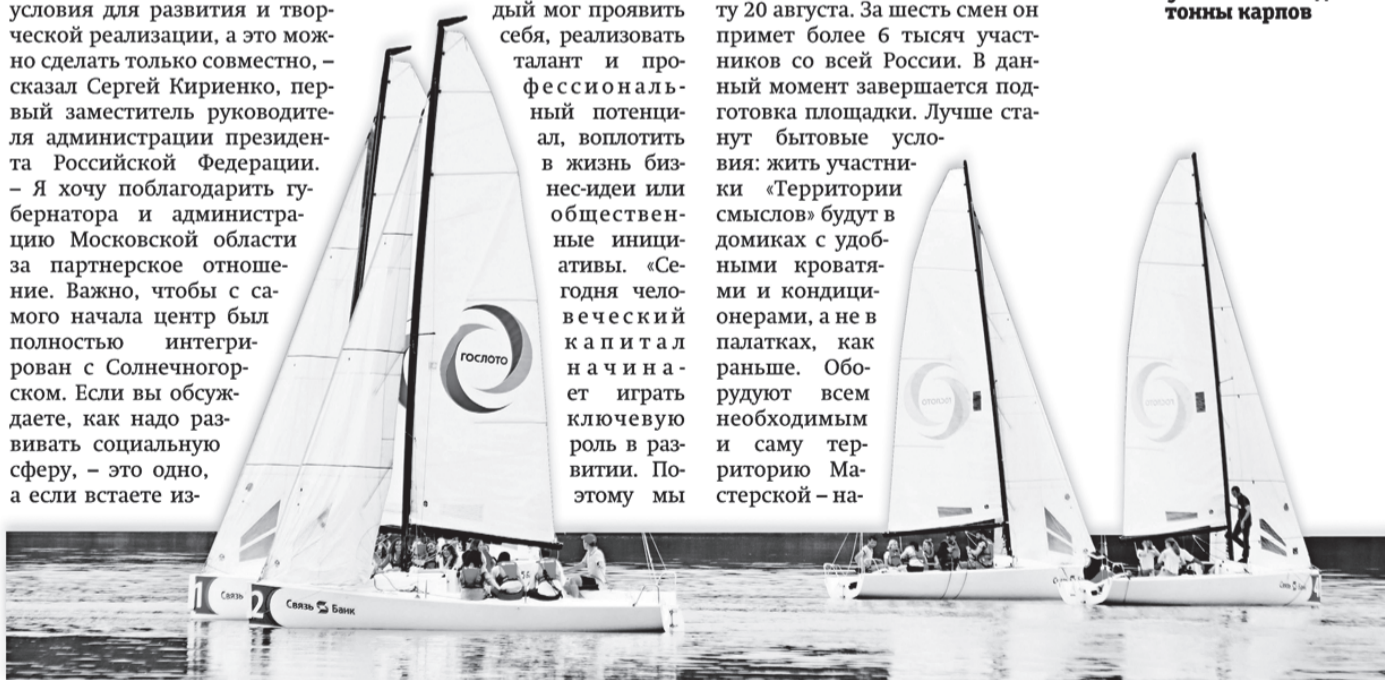 условия для развития и твор-
ческой реализации, а это мож-
но сделать только совместно, –
сказал Сергей Кириенко, пер-
вый заместитель руководите-
ля администрации президен-
та Российской Федерации.
– Я хочу поблагодарить гу-
бернатора и администра-
цию Московской области
за партнерское отноше-
ние. Важно, чтобы с са-
мого начала центр был
полностью интегри-
рован с Солнечногор-
ском. Если вы обсуж-
даете, как надо раз-
вивать социальную
сферу, – это одно,
а если встаете из-
дый мог проявить
себя, реализовать
талант и про-
фессиональ-
ный потенци-
ал, воплотить
в жизнь биз-
нес-идеи или
обществен-
ные иници-
ативы. «Се-
годня чело-
веческий
капитал
начина-
ет играть
ключевую
роль в раз-
витии. По-
этому мы
ту 20 августа. За шесть смен он
примет более 6 тысяч участ-
ников со всей России. В дан-
ный момент завершается под-
готовка площадки. Лучше ста-
нут бытовые усло-
вия: жить участни-
ки «Территории
смыслов» будут в
домиках с удоб-
ными кроватя-
ми и кондици-
онерами, а не в
палатках, как
раньше. Обо-
рудуют всем
необходимым
и саму тер-
риторию Ма-
стерской – на-
тонны карпов
ГОСЛОТО
1 Связь
2 Связь Банк